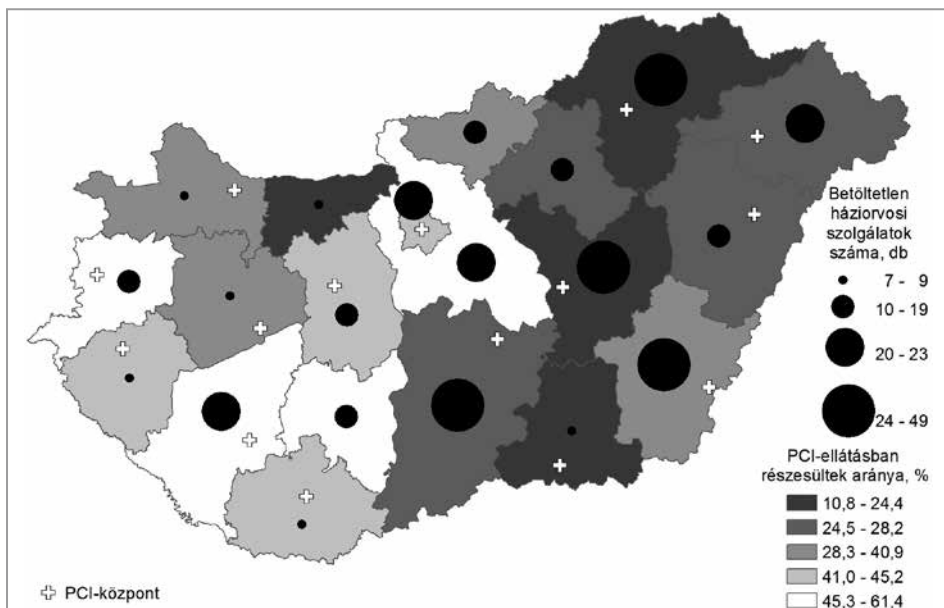 Betöltetlen
háziorvosi
szolgálatok
száma, db
7 - 9
10 - 19
20 - 23
24 - 49
PCI-ellátásban
részesültek aránya, %
10,8 - 24,4
24,5 - 28,2
28,3 - 40,9
41,0 - 45,2
45,3 - 61,4
PCI-központ